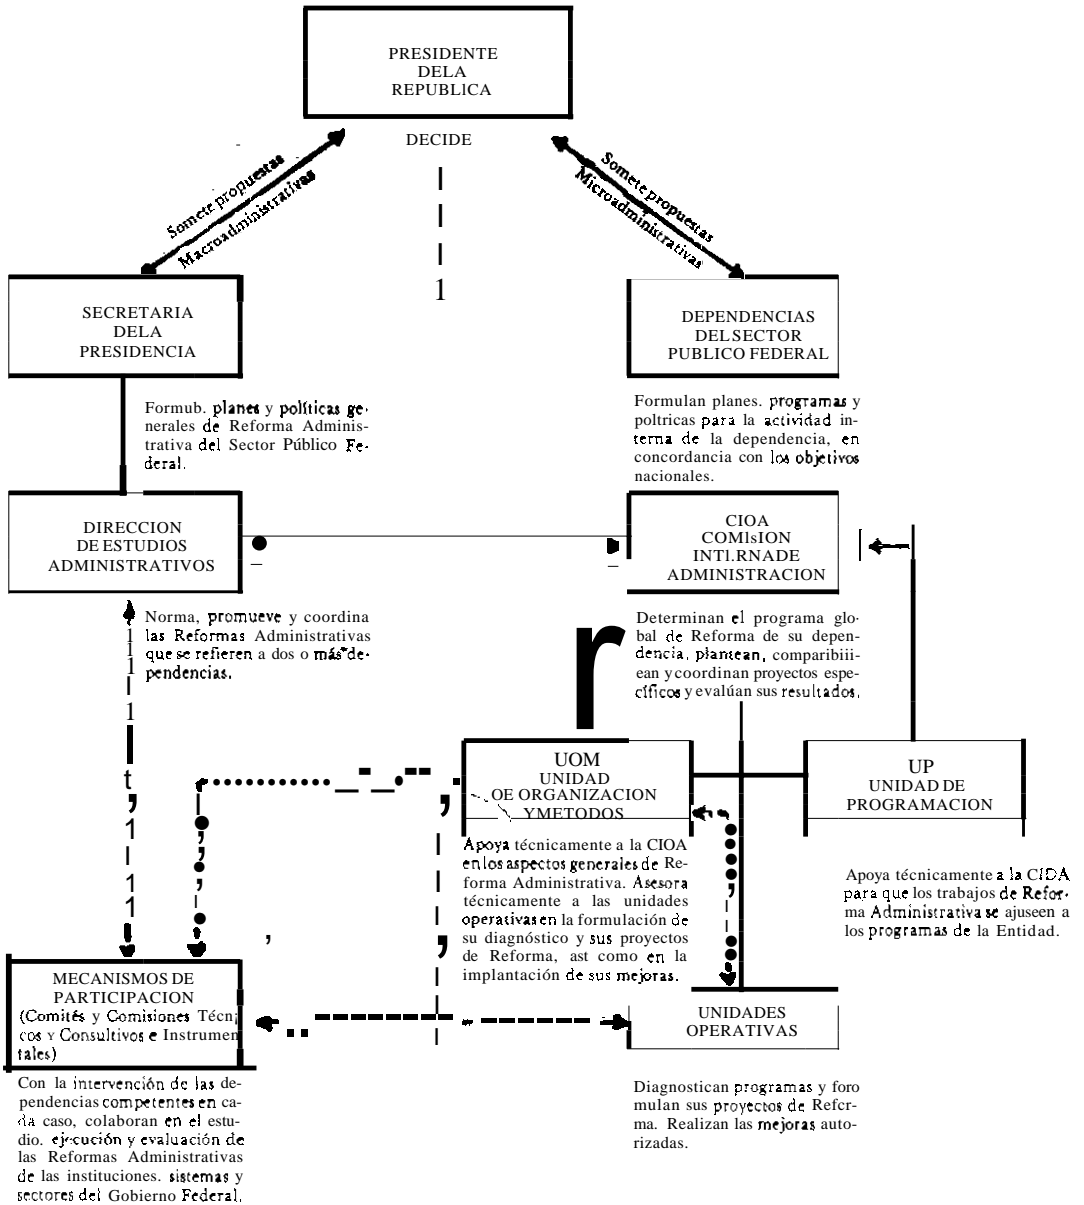 PRESIDENTE
DELA
REPUBLICA
DECIDE
Somete propuestas
Macroadministrativas
Somete propuestas
Microadministrativas
SECRETARIA
DELA
PRESIDENCIA
DEPENDENCIAS
DELSECTOR
PUBLICO FEDERAL
Formub. planes y políticas ge-
nerales de Reforma Adminis-
trativa del Sector Público Fe-
deral.
Formulan planes. programas y
poltricas para la actividad in-
terna de la dependencia, en
concordancia con los objetivos
nacionales.
DIRECCION
DE ESTUDIOS
ADMINISTRATIVOS
CIOA
COMIsION
INTl.RNADE
ADMINISTRACION
Norma, promueve y coordina
las Reformas Administrativas
que se refieren a dos o más de-
pendencias.
Determinan el programa glo-
bal de Reforma de su depen-
dencia, plantean, comparibiii-
ean y coordinan proyectos espe-
cíficos y evalúan sus resultados.
UOM
UNIDAD
OE ORGANIZACION
YMETODOS
UP
UNIDAD DE
PROGRAMACION
Apoya técnicamente a la CIOA
en los aspectos generales de Re-
forma Administrativa. Asesora
técnicamente a las unidades
operativas en la formulación de
su diagnóstico y sus proyectos
de Reforma, ast como en la
implantación de sus mejoras.
Apoya técnicamente a la CIDA
para que los trabajos de Refor-
ma Administrativa se ajuseen a
los programas de la Entidad.
MECANISMOS DE
PARTICIPACION
(Comités y Comisiones Técni
cos y Consultivos e Instrumen
tales)
UNIDADES
OPERATIVAS
Con la intervención de las de-
pendencias competentes en ca-
da caso, colaboran en el estu-
dio. ejecución y evaluación de
las Reformas Administrativas
de las instituciones. sistemas y
sectores del Gobierno Federal.
Diagnostican programas y foro
mulan sus proyectos de Refcr-
ma. Realizan las mejoras auto-
rizadas.